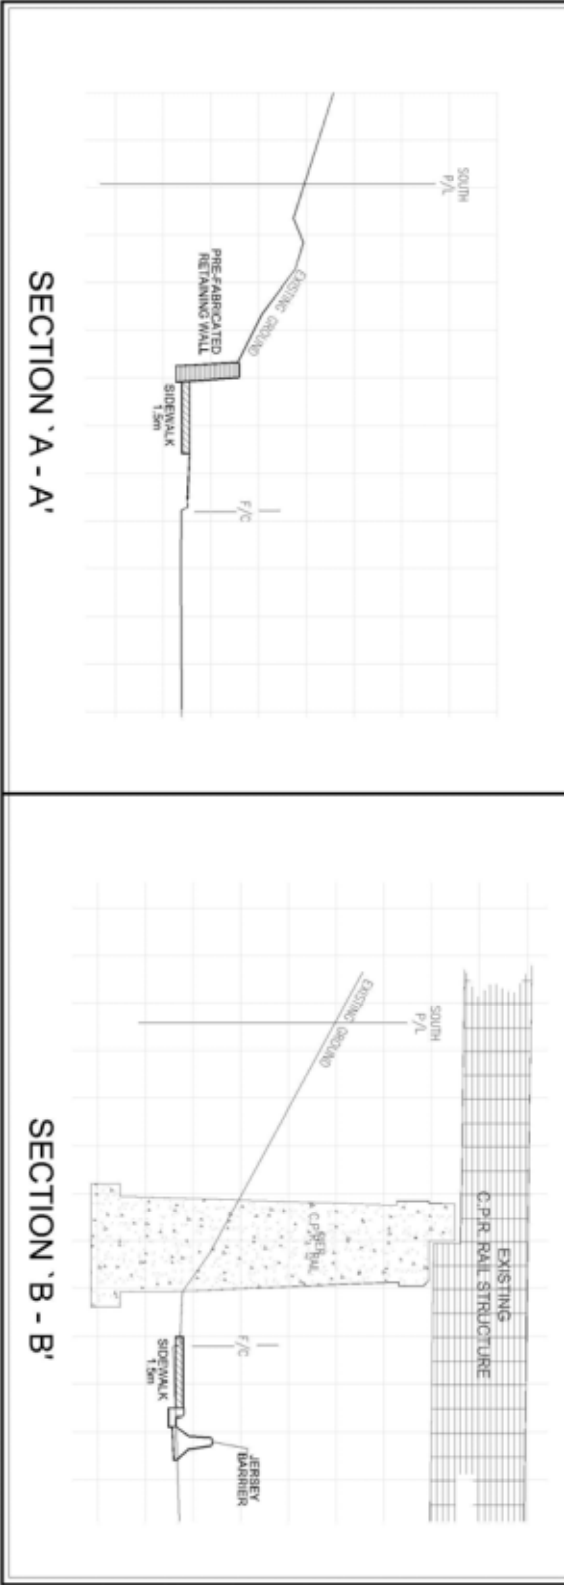 SOUTH
P/L
EXISTING GROUND
PRE-FABRICATED
RETAINING WALL
SIDEWALK
1.5m
F/C
SECTION `A - A'
SOUTH
P/L
EXISTING GROUND
EXISTING
C.P.R. RAIL STRUCTURE
C.P.R. RAIL
F/C
SIDEWALK
1.5m
JERSEY
BARRIER
SECTION `B - B'